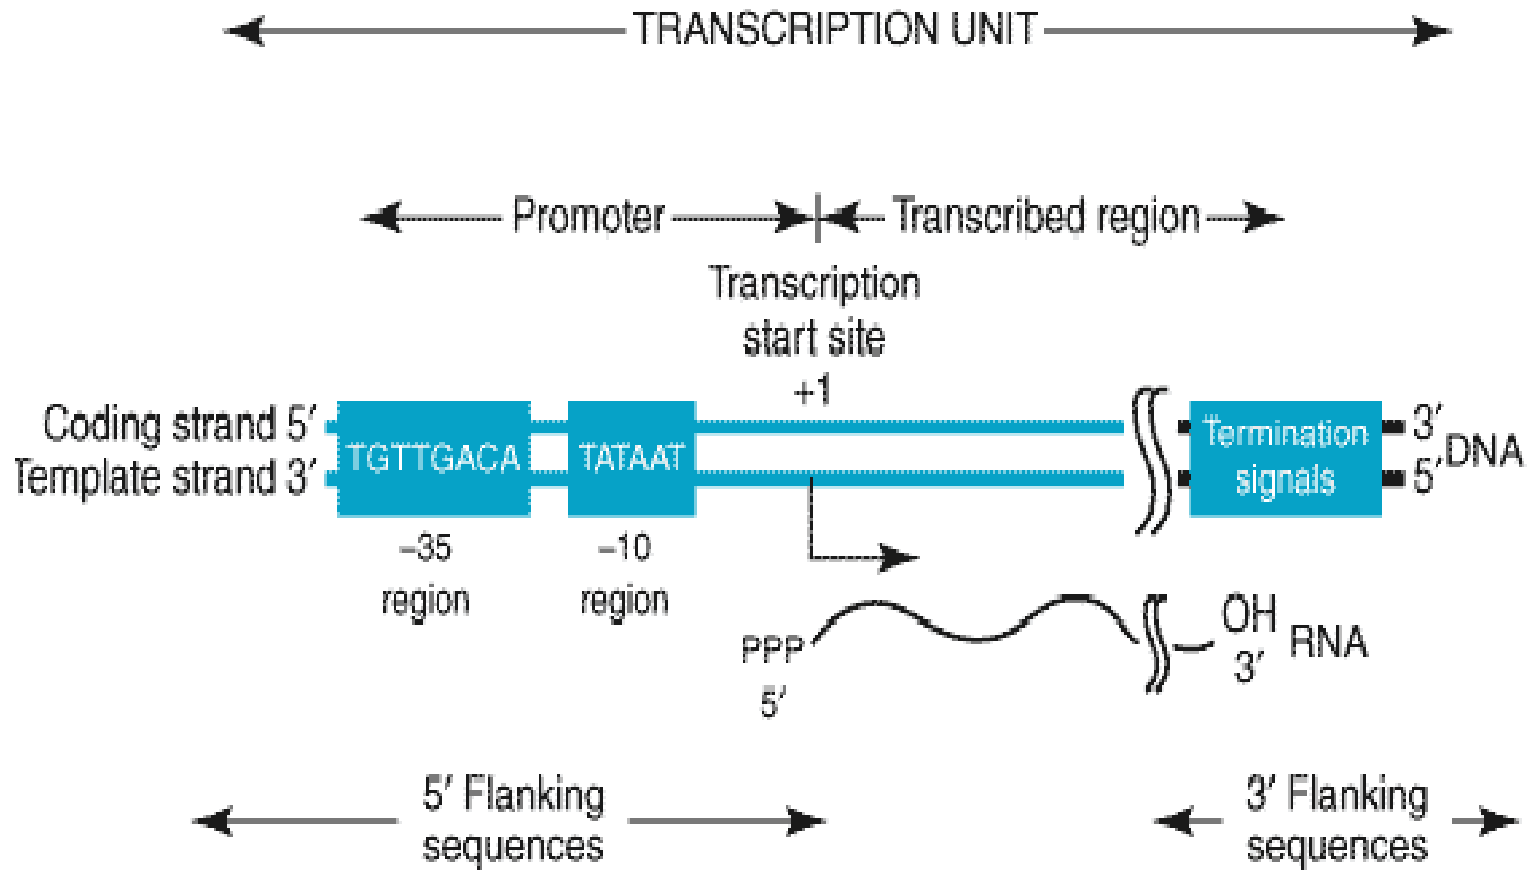 TRANSCRIPTION UNIT
Promoter
Transcribed region
Transcription
start site
+1
Coding strand 5′
Template strand 3′
TGTTGACA
TATAAT
Termination
signals
3′
5′
DNA
–35
region
–10
region
PPP
5′
OH
3′
RNA
5′ Flanking
sequences
3′ Flanking
sequences